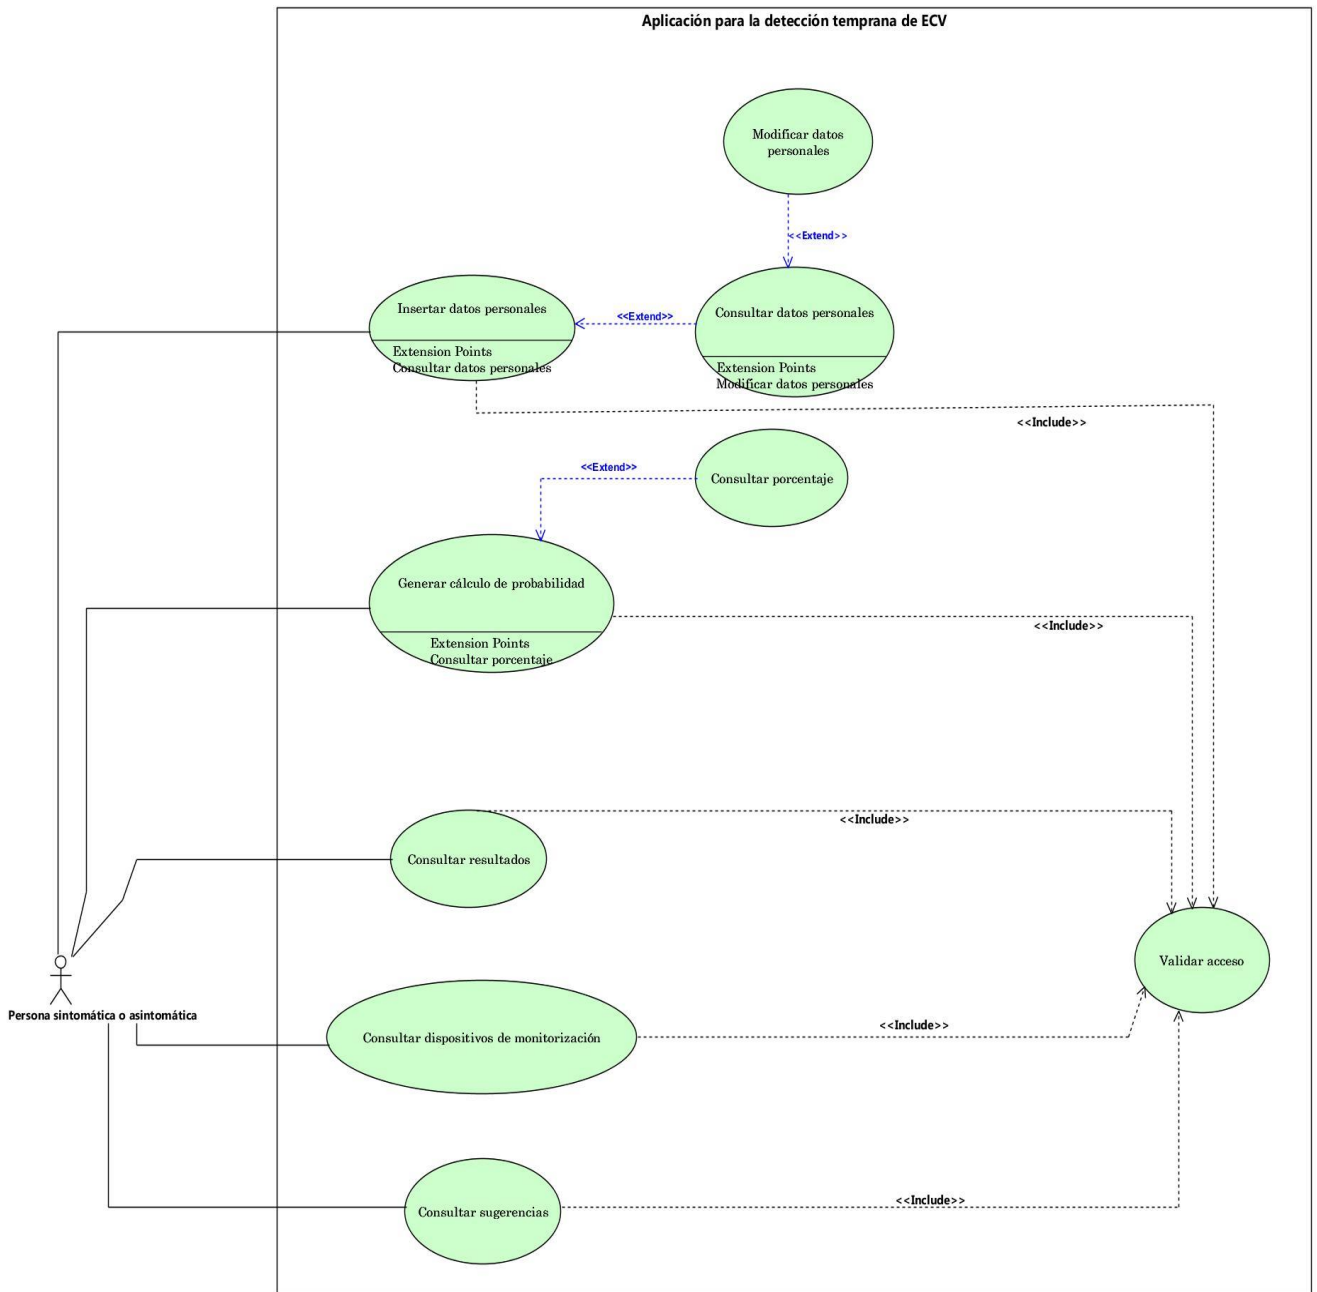 Aplicación para la detección temprana de ECV
Modificar datos
personales
<<Extend>>
Insertar datos personales
Extension Points
Consultar datos personales
<<Extend>>
Consultar datos personales
Extension Points
Modificar datos personales
<<Include>>
<<Extend>>
Consultar porcentaje
Generar cálculo de probabilidad
Extension Points
Consultar porcentaje
<<Include>>
<<Include>>
Consultar resultados
Validar acceso
Persona sintomática o asintomática
Consultar dispositivos de monitorización
<<Include>>
<<Include>>
Consultar sugerencias